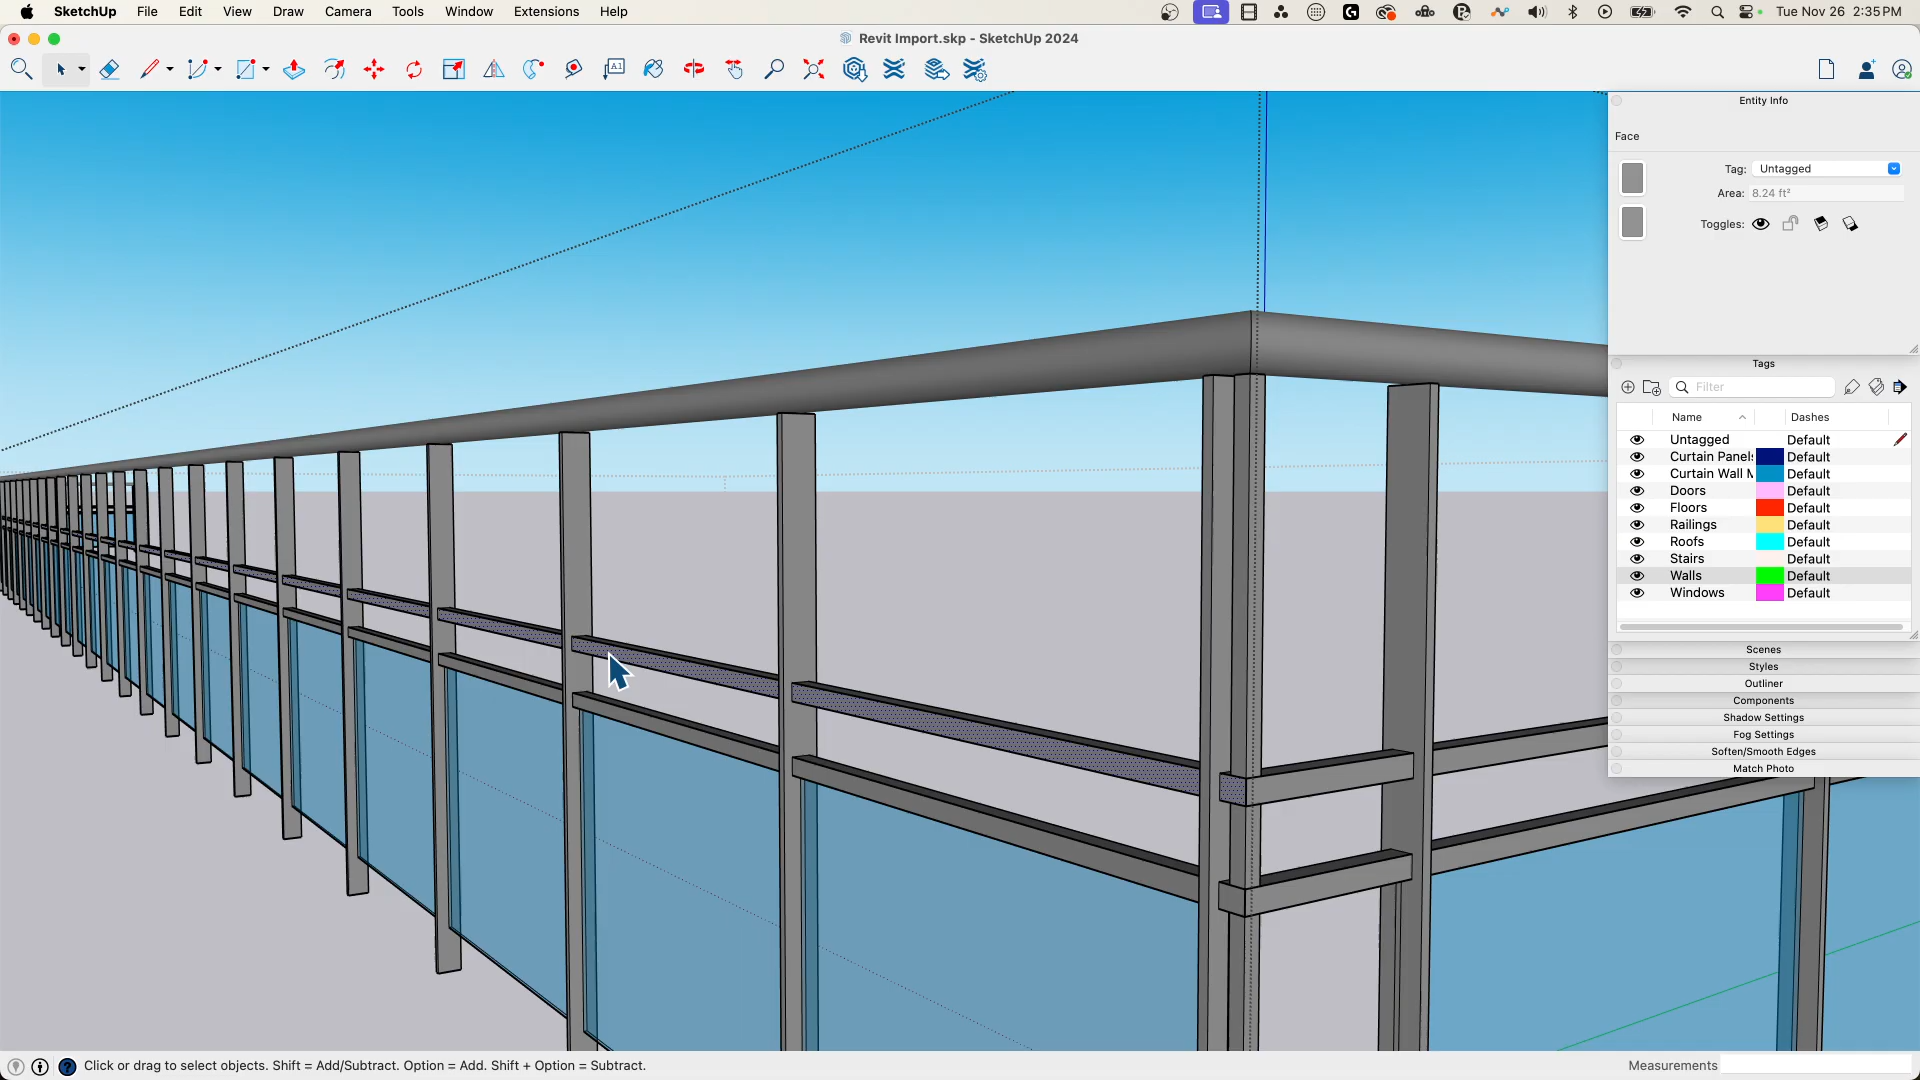 SketchUp File Edit View Draw Camera Tools Window Extensions Help
Tue Nov 26 2:35 PM
Revit Import.skp - SketchUp 2024
A1
Entity Info
Face
Tag: Untagged
Area: 8.24 ft²
Toggles:
Tags
Filter
Name Dashes
Untagged Default
Curtain Panels Default
Curtain Wall M Default
Doors Default
Floors Default
Railings Default
Roofs Default
Stairs Default
Walls Default
Windows Default
Scenes
Styles
Outliner
Components
Shadow Settings
Fog Settings
Soften/Smooth Edges
Match Photo
Click or drag to select objects. Shift = Add/Subtract. Option = Add. Shift + Option = Subtract.
Measurements